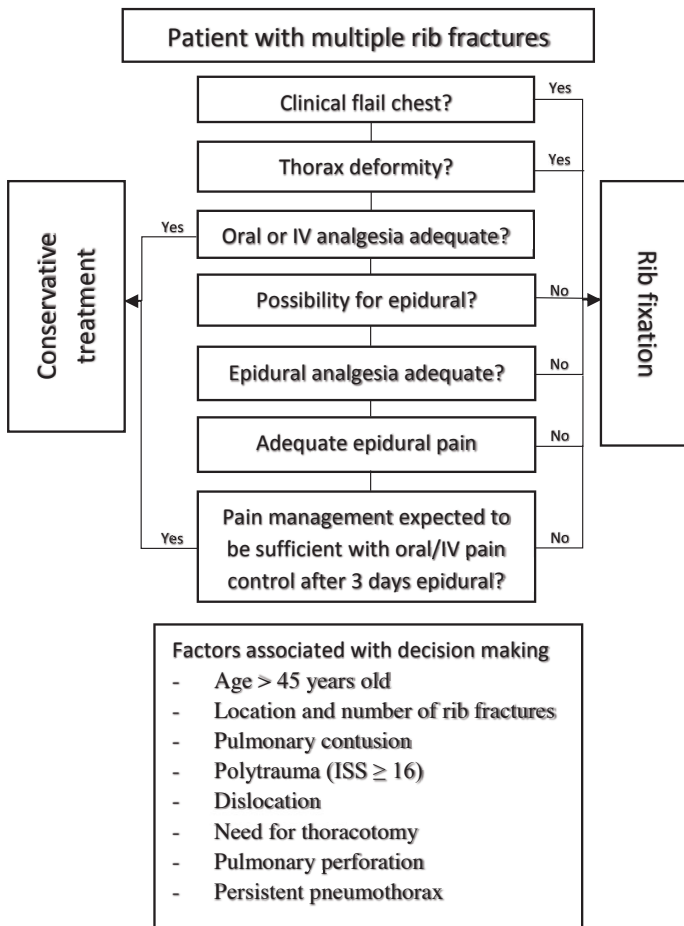 Patient with multiple rib fractures
Clinical flail chest?
Yes
Thorax deformity?
Yes
Conservative
treatment
Yes
Oral or IV analgesia adequate?
Rib fixation
Possibility for epidural?
No
Epidural analgesia adequate?
No
Adequate epidural pain
No
Yes
Pain management expected to
be sufficient with oral/IV pain
control after 3 days epidural?
No
Factors associated with decision making
- Age > 45 years old
- Location and number of rib fractures
- Pulmonary contusion
- Polytrauma (ISS ≥ 16)
- Dislocation
- Need for thoracotomy
- Pulmonary perforation
- Persistent pneumothorax